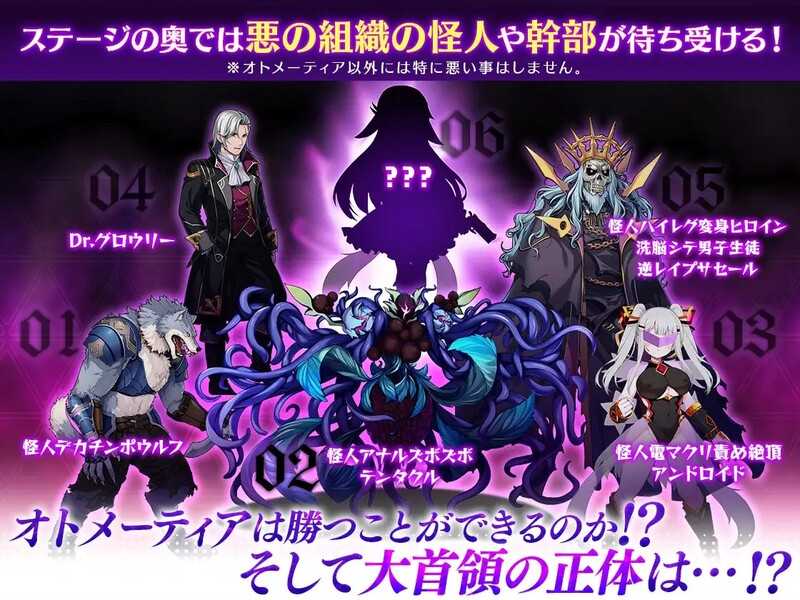 ステージの奥では悪の組織の怪人や幹部が待ち受ける!
※オトメーティア以外には特に悪い事はしません。
04
Dr.グロウリー
06
???
05
怪人ハイレグ変身ヒロイン
洗脳シテ男子生徒
逆レイプサセール
01
怪人デカチンポウルフ
02
怪人アナルズボズボ
テンタクル
03
怪人電マクリ責め絶頂
アンドロイド
オトメーティアは勝つことができるのか!?
そして大首領の正体は…!?